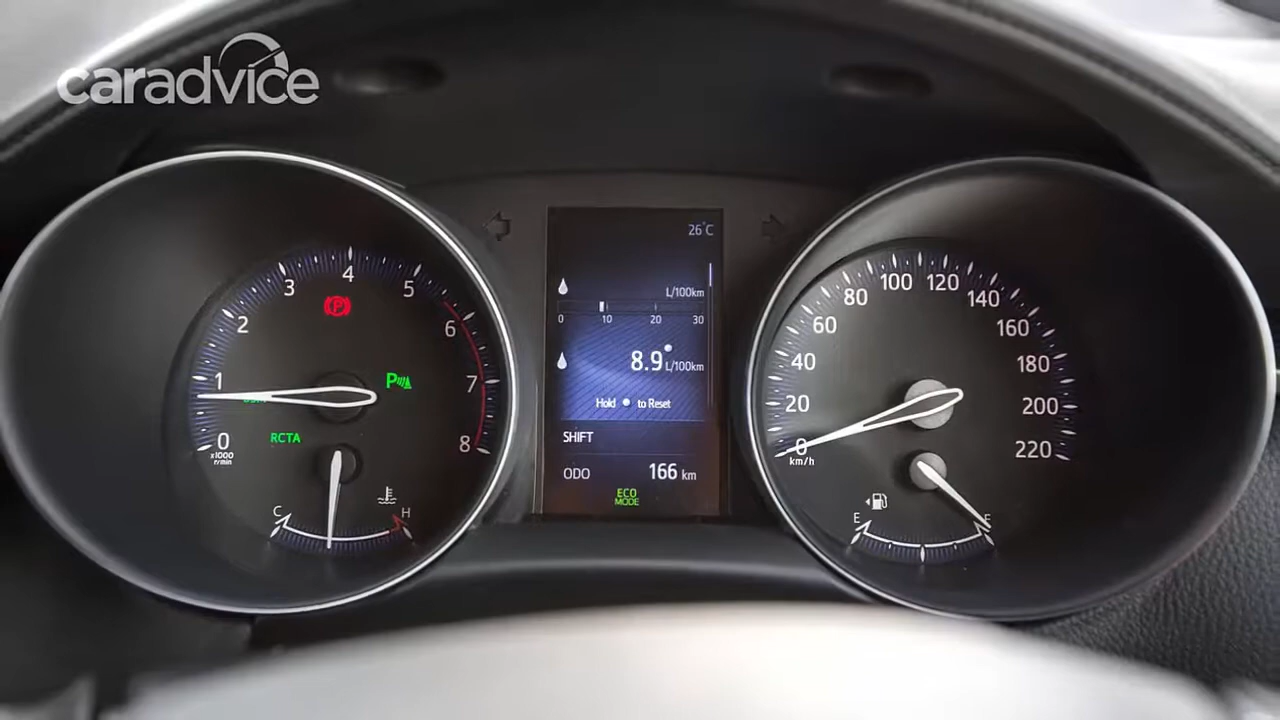 caradvice
26°C
L/100km
0 10 20 30
8.9 L/100km
Hold to Reset
SHIFT
ODO 166 km
ECO
MODE
0
1
2
3
4
5
6
7
8
x1000
r/min
P
P
RCTA
C
H
0
20
40
60
80
100
120
140
160
180
200
220
km/h
E
F